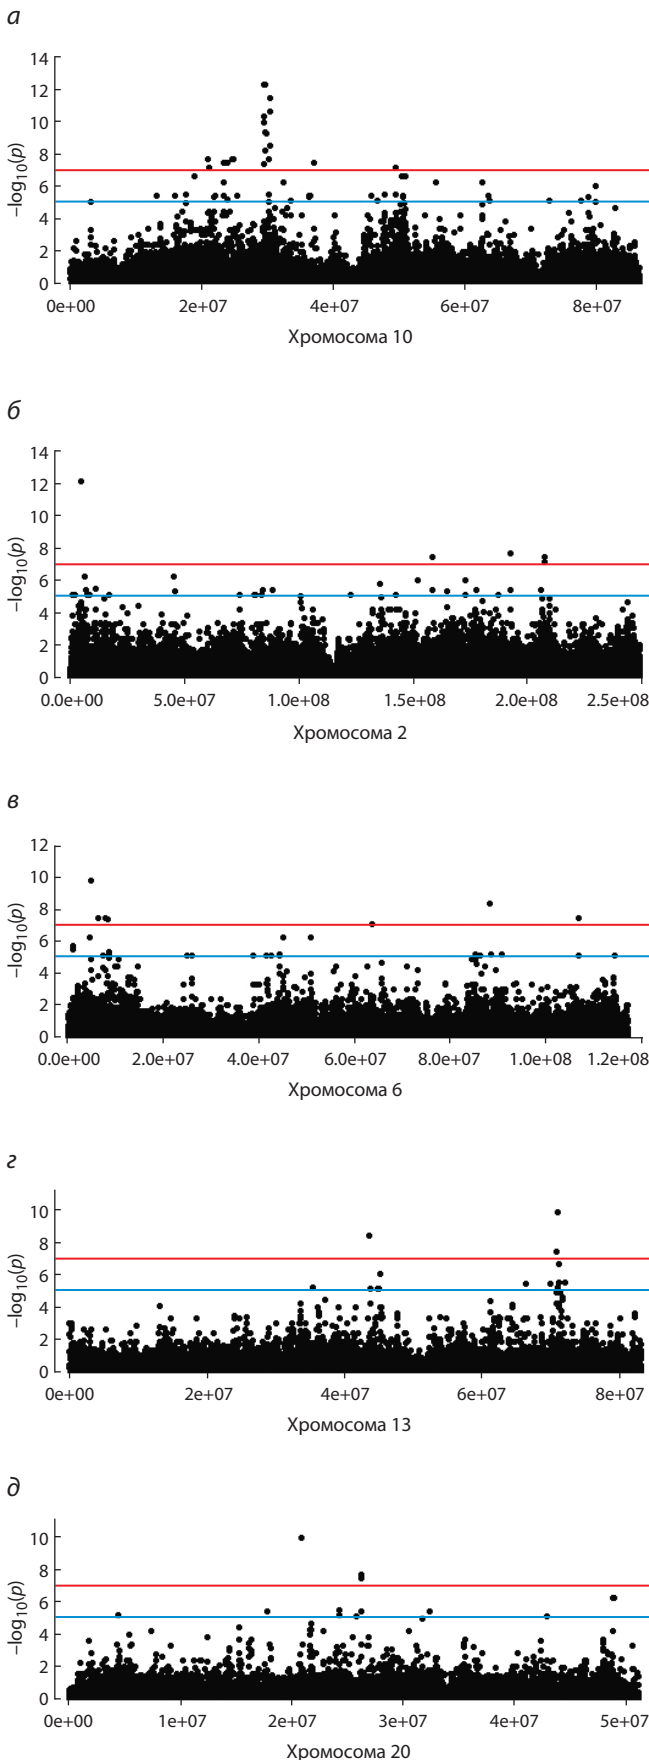 а
14
12
10
8
6
4
2
0
–log₁₀(p)
0e+00 2e+07 4e+07 6e+07 8e+07
Хромосома 10
б
14
12
10
8
6
4
2
0
–log₁₀(p)
0.0e+00 5.0e+07 1.0e+08 1.5e+08 2.0e+08 2.5e+08
Хромосома 2
в
12
10
8
6
4
2
0
–log₁₀(p)
0.0e+00 2.0e+07 4.0e+07 6.0e+07 8.0e+07 1.0e+08 1.2e+08
Хромосома 6
г
10
8
6
4
2
0
–log₁₀(p)
0e+00 2e+07 4e+07 6e+07 8e+07
Хромосома 13
д
10
8
6
4
2
0
–log₁₀(p)
0e+00 1e+07 2e+07 3e+07 4e+07 5e+07
Хромосома 20